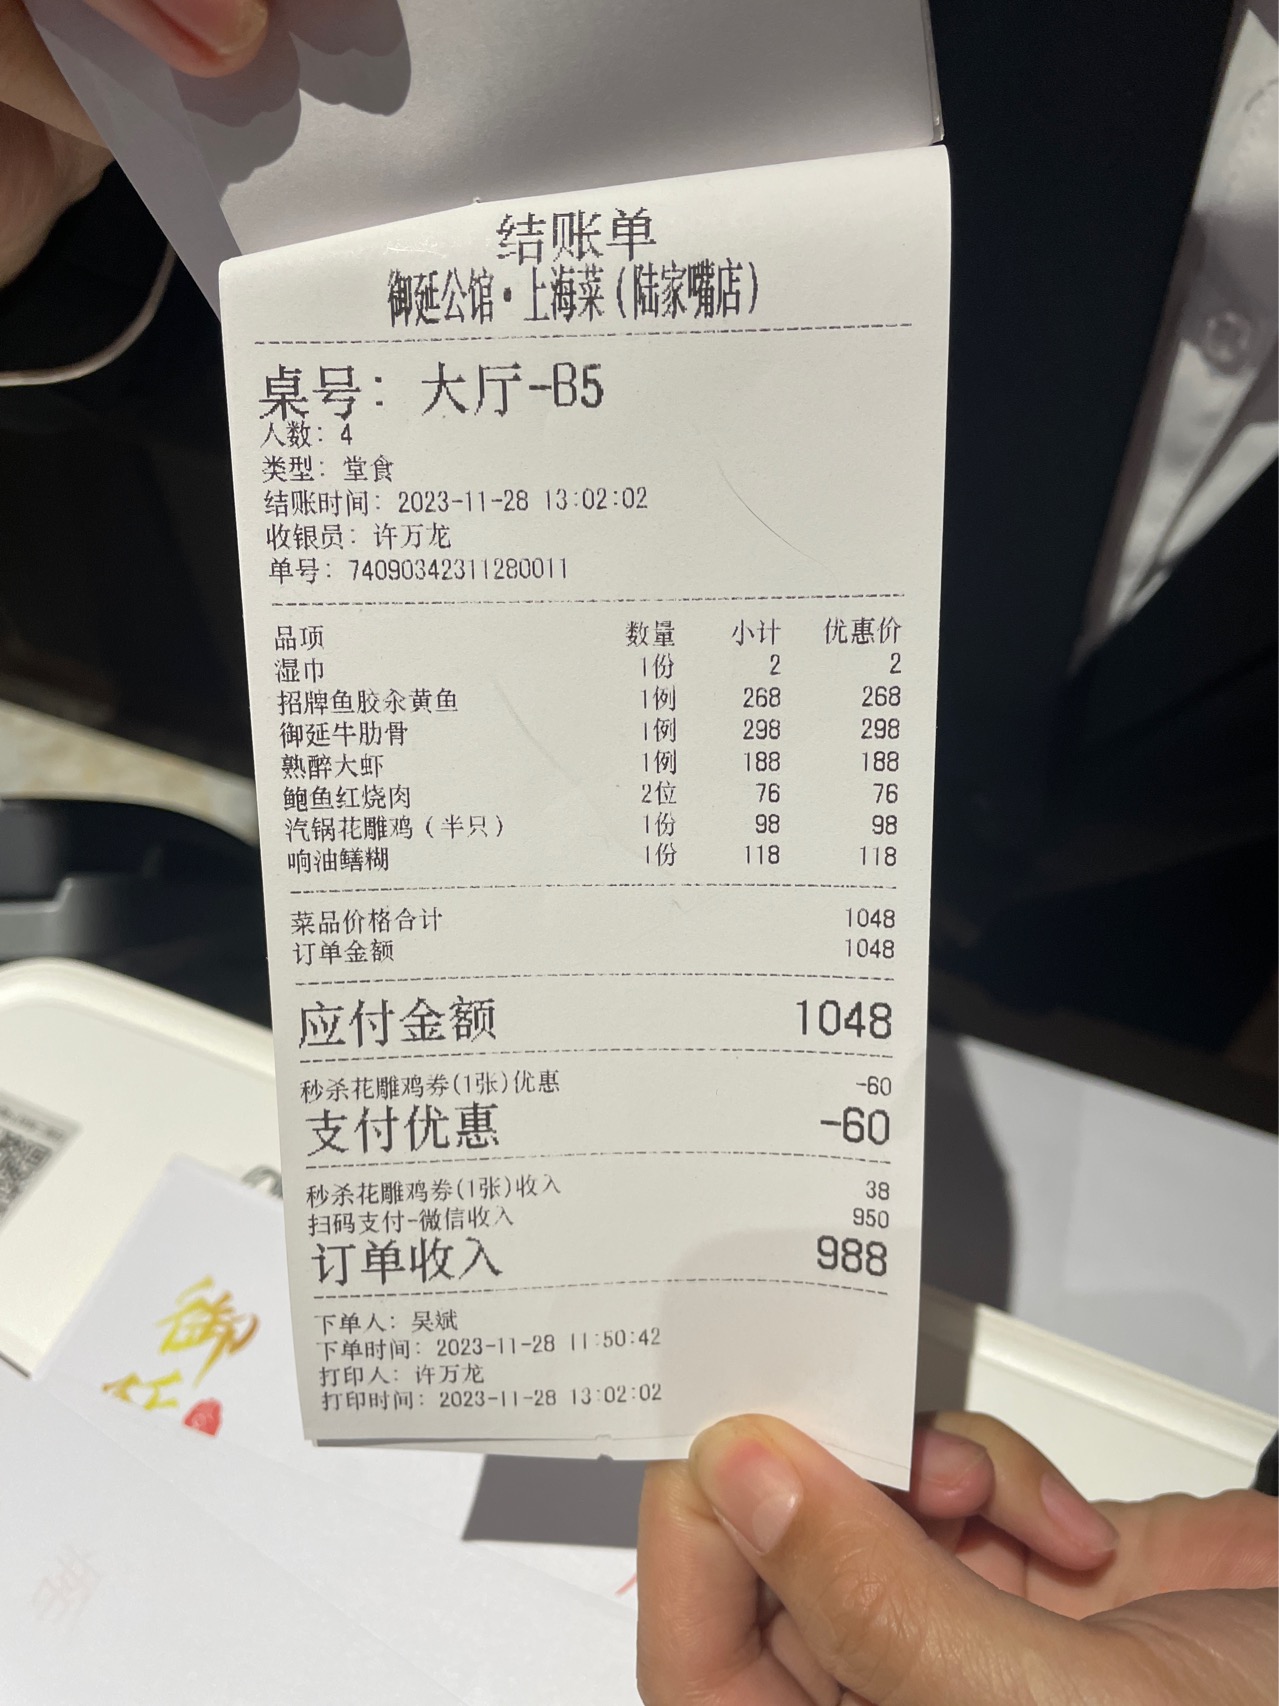 结账单
御延公馆·上海菜(陆家嘴店)
桌号: 大厅-B5
人数: 4
类型: 堂食
结账时间: 2023-11-28 13:02:02
收银员: 许万龙
单号: 74090342311280011
品项 数量 小计 优惠价
湿巾 1份 2 2
招牌鱼胶汆黄鱼 1例 268 268
御延牛肋骨 1例 298 298
熟醉大虾 1例 188 188
鲍鱼红烧肉 2位 76 76
汽锅花雕鸡(半只) 1份 98 98
响油鳝糊 1份 118 118
菜品价格合计 1048
订单金额 1048
应付金额 1048
秒杀花雕鸡券(1张)优惠 -60
支付优惠 -60
秒杀花雕鸡券(1张)收入 38
扫码支付-微信收入 950
订单收入 988
下单人: 吴斌
下单时间: 2023-11-28 11:50:42
打印人: 许万龙
打印时间: 2023-11-28 13:02:02
御